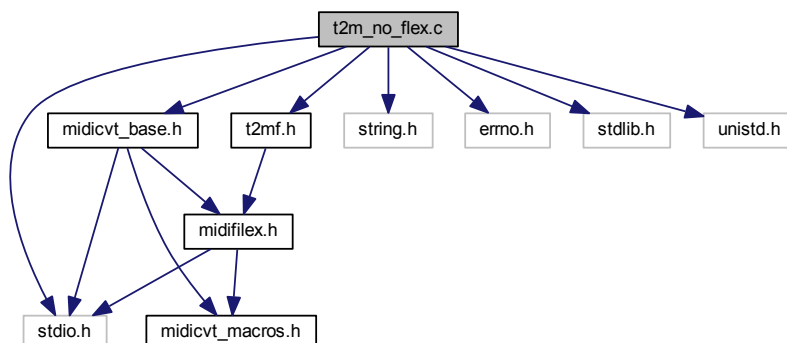 t2m_no_flex.c
midicvt_base.h
t2mf.h
string.h
errno.h
stdlib.h
unistd.h
midifilex.h
stdio.h
midicvt_macros.h